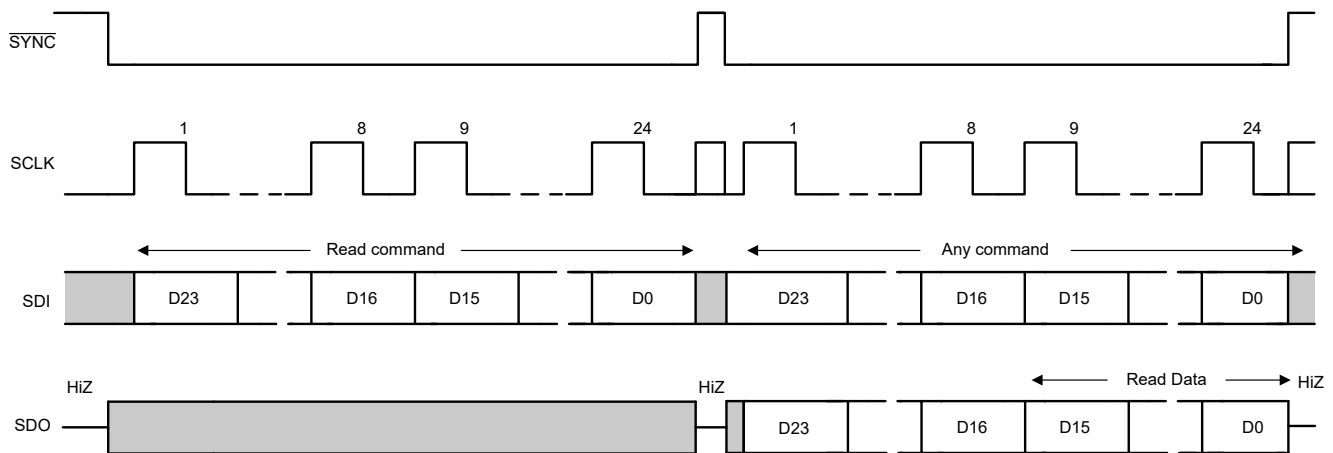 SYNC
SCLK 1 8 9 24 1 8 9 24
Read command Any command
SDI D23 D16 D15 D0 D23 D16 D15 D0
HiZ HiZ Read Data HiZ
SDO D23 D16 D15 D0